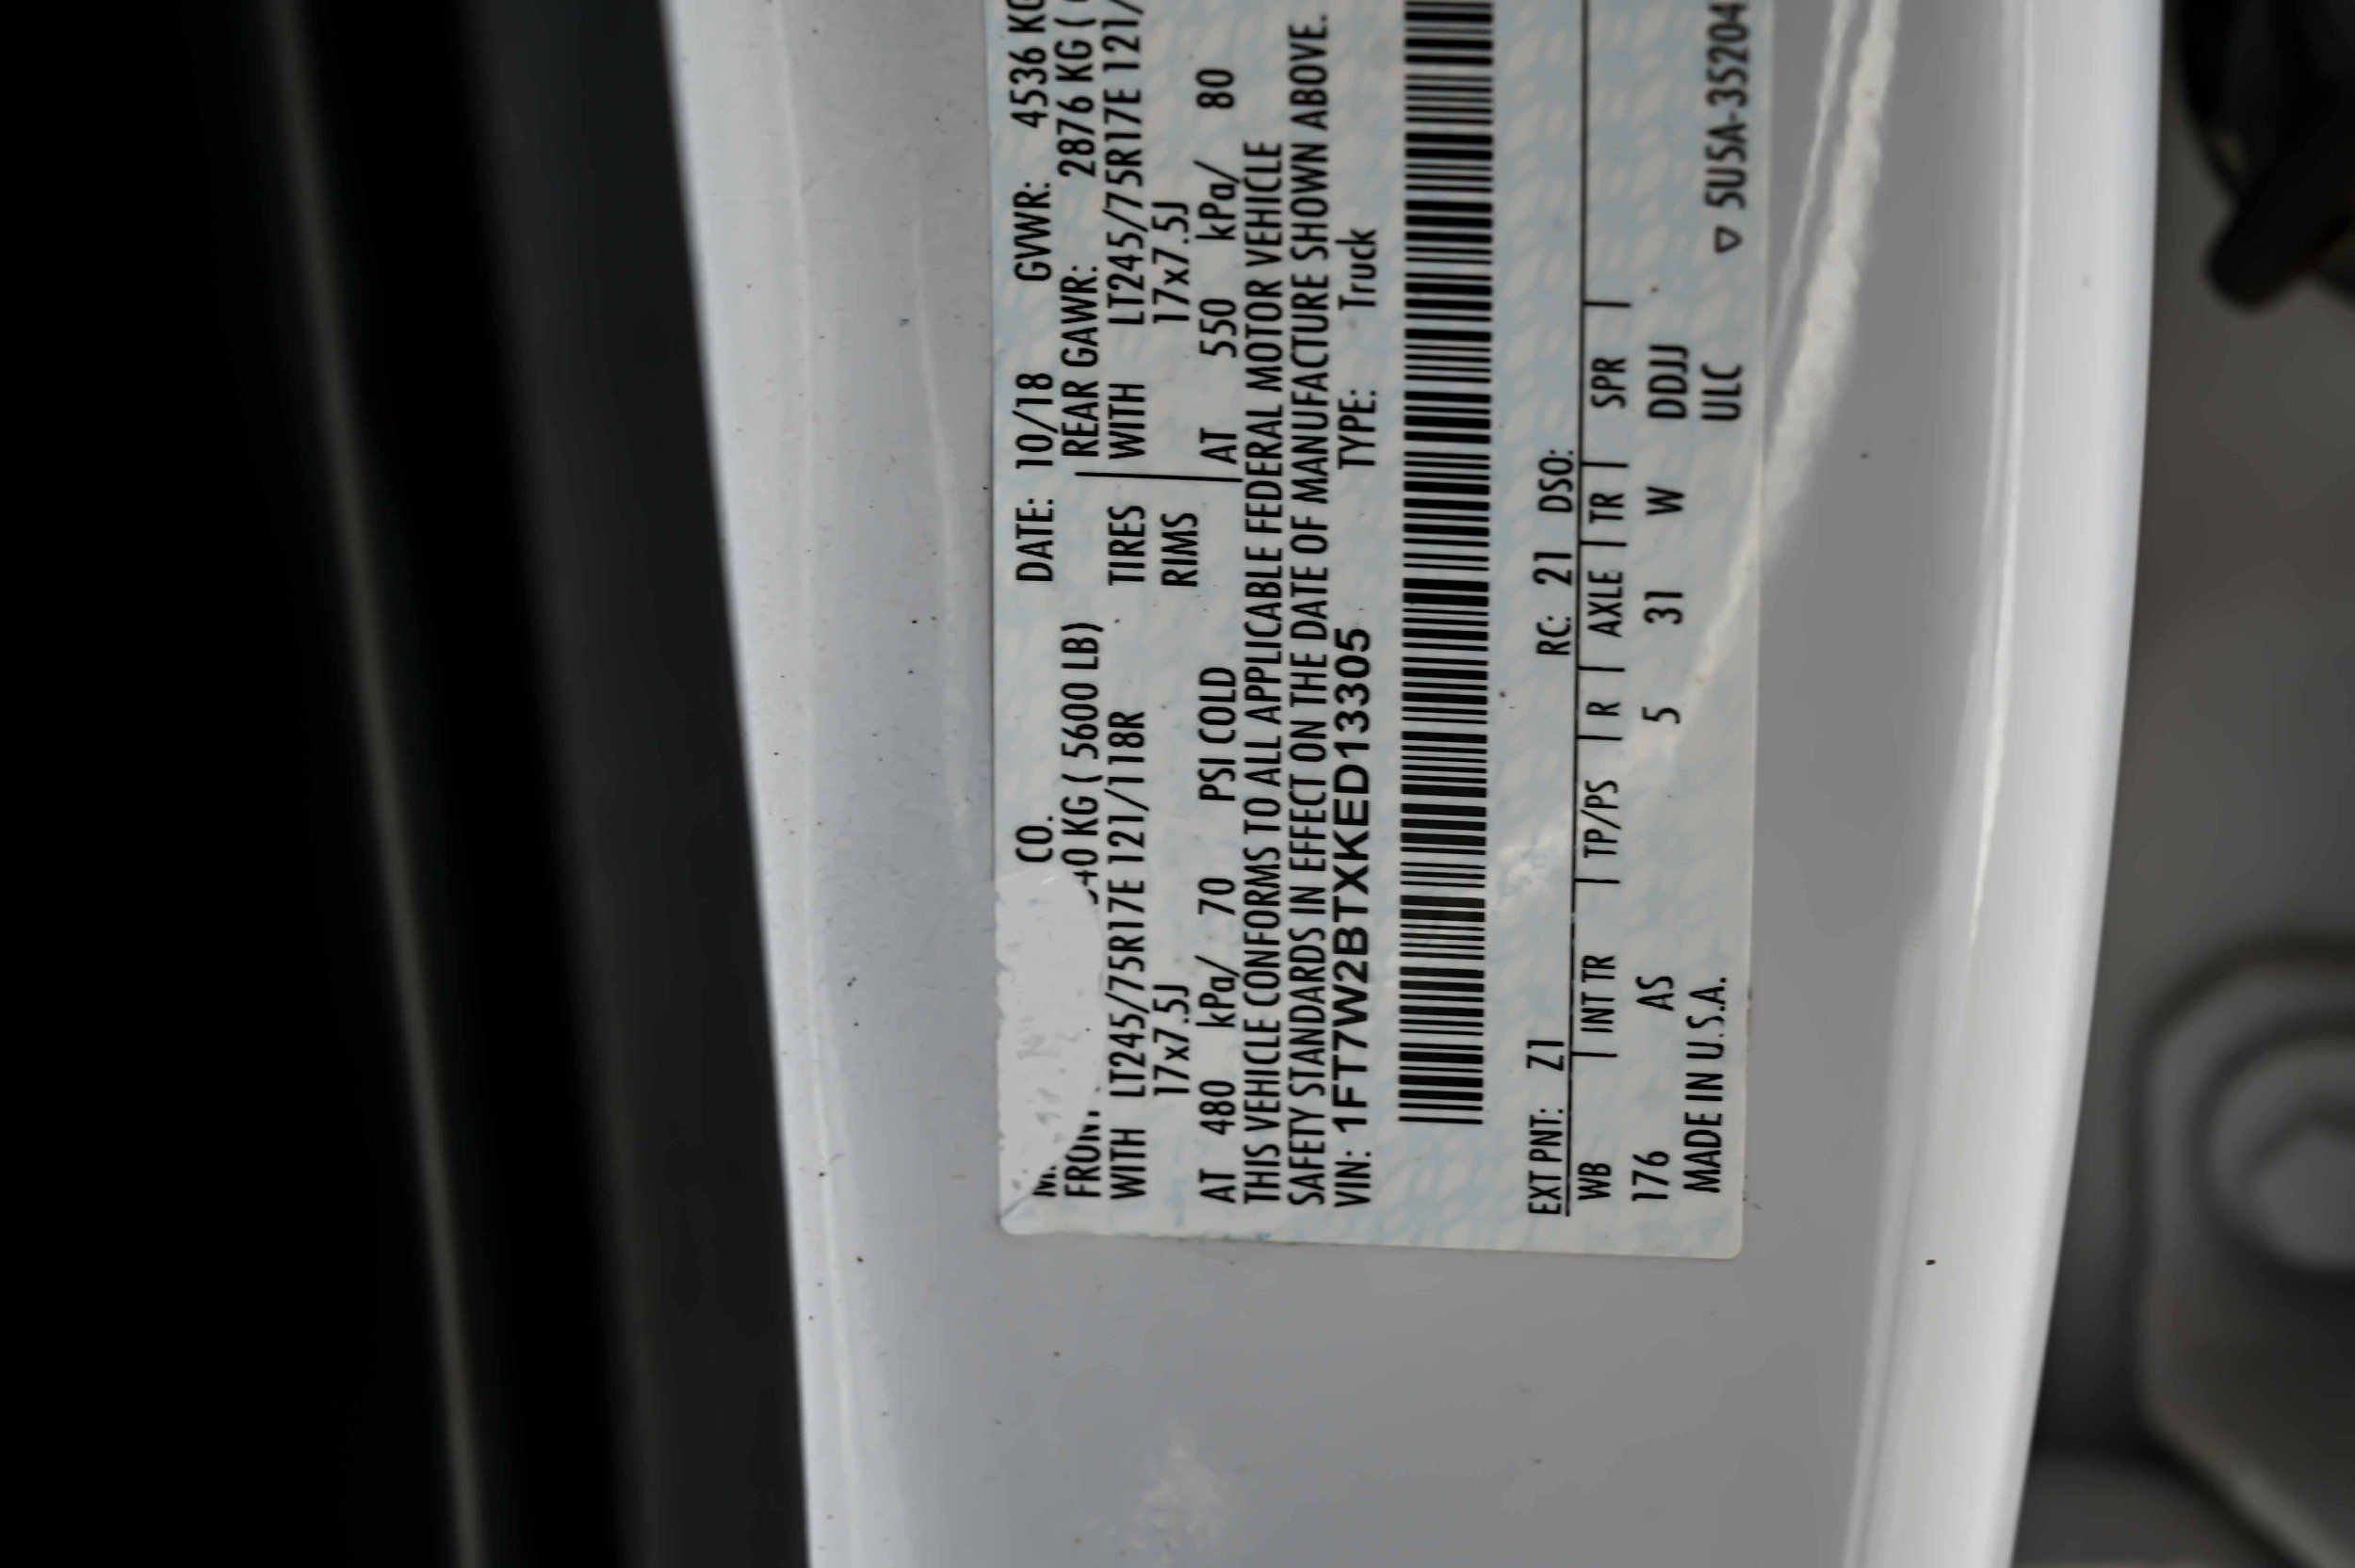 CO. DATE: 10/18 GVWR: 4536 KG
FRONT 40 KG ( 5600 LB) REAR GAWR: 2876 KG (
WITH LT245/75R17E 121/118R TIRES WITH LT245/75R17E 121/
17x7.5J RIMS 17x7.5J
AT 480 kPa/ 70 PSI COLD AT 550 kPa/ 80
THIS VEHICLE CONFORMS TO ALL APPLICABLE FEDERAL MOTOR VEHICLE
SAFETY STANDARDS IN EFFECT ON THE DATE OF MANUFACTURE SHOWN ABOVE.
VIN: 1FT7W2BTXKED13305 TYPE: Truck
EXT PNT: Z1 RC: 21 DSO:
WB | INT TR | TP/PS | R | AXLE | TR | SPR |
176 AS 5 31 W DDJJ
MADE IN U.S.A. ULC ▽ 5U5A-35204